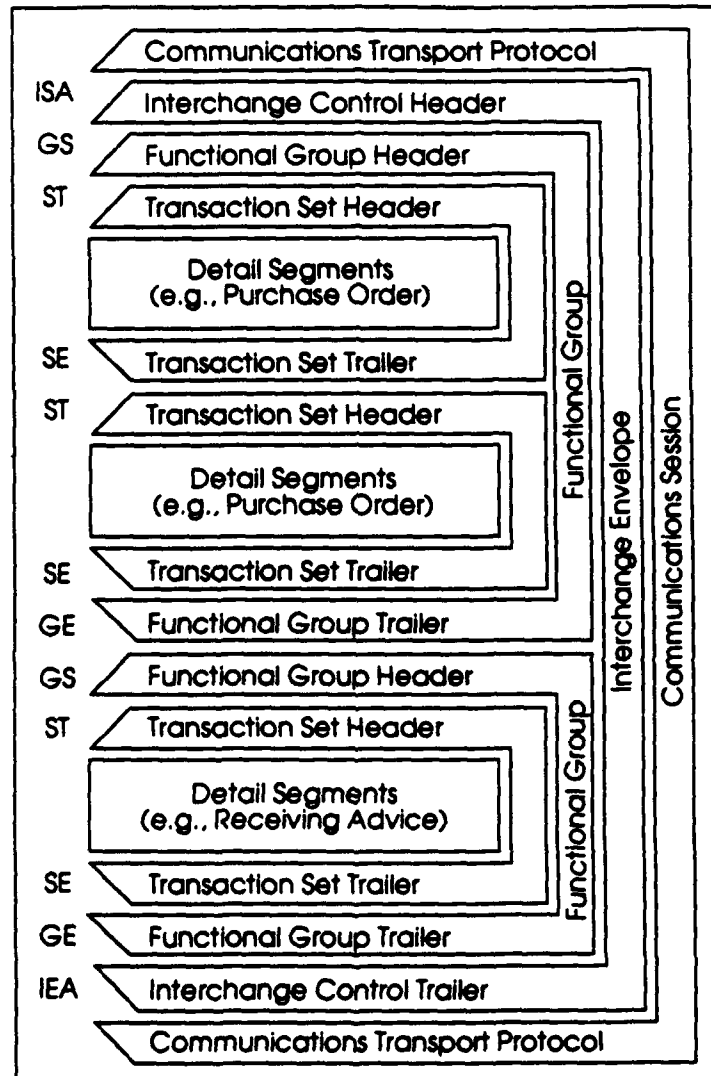 Communications Transport Protocol
ISA Interchange Control Header
GS Functional Group Header
ST Transaction Set Header
Detail Segments
(e.g., Purchase Order)
SE Transaction Set Trailer
ST Transaction Set Header
Detail Segments
(e.g., Purchase Order)
SE Transaction Set Trailer
GE Functional Group Trailer
GS Functional Group Header
ST Transaction Set Header
Detail Segments
(e.g., Receiving Advice)
SE Transaction Set Trailer
GE Functional Group Trailer
IEA Interchange Control Trailer
Communications Transport Protocol
Functional Group
Functional Group
Interchange Envelope
Communications Session